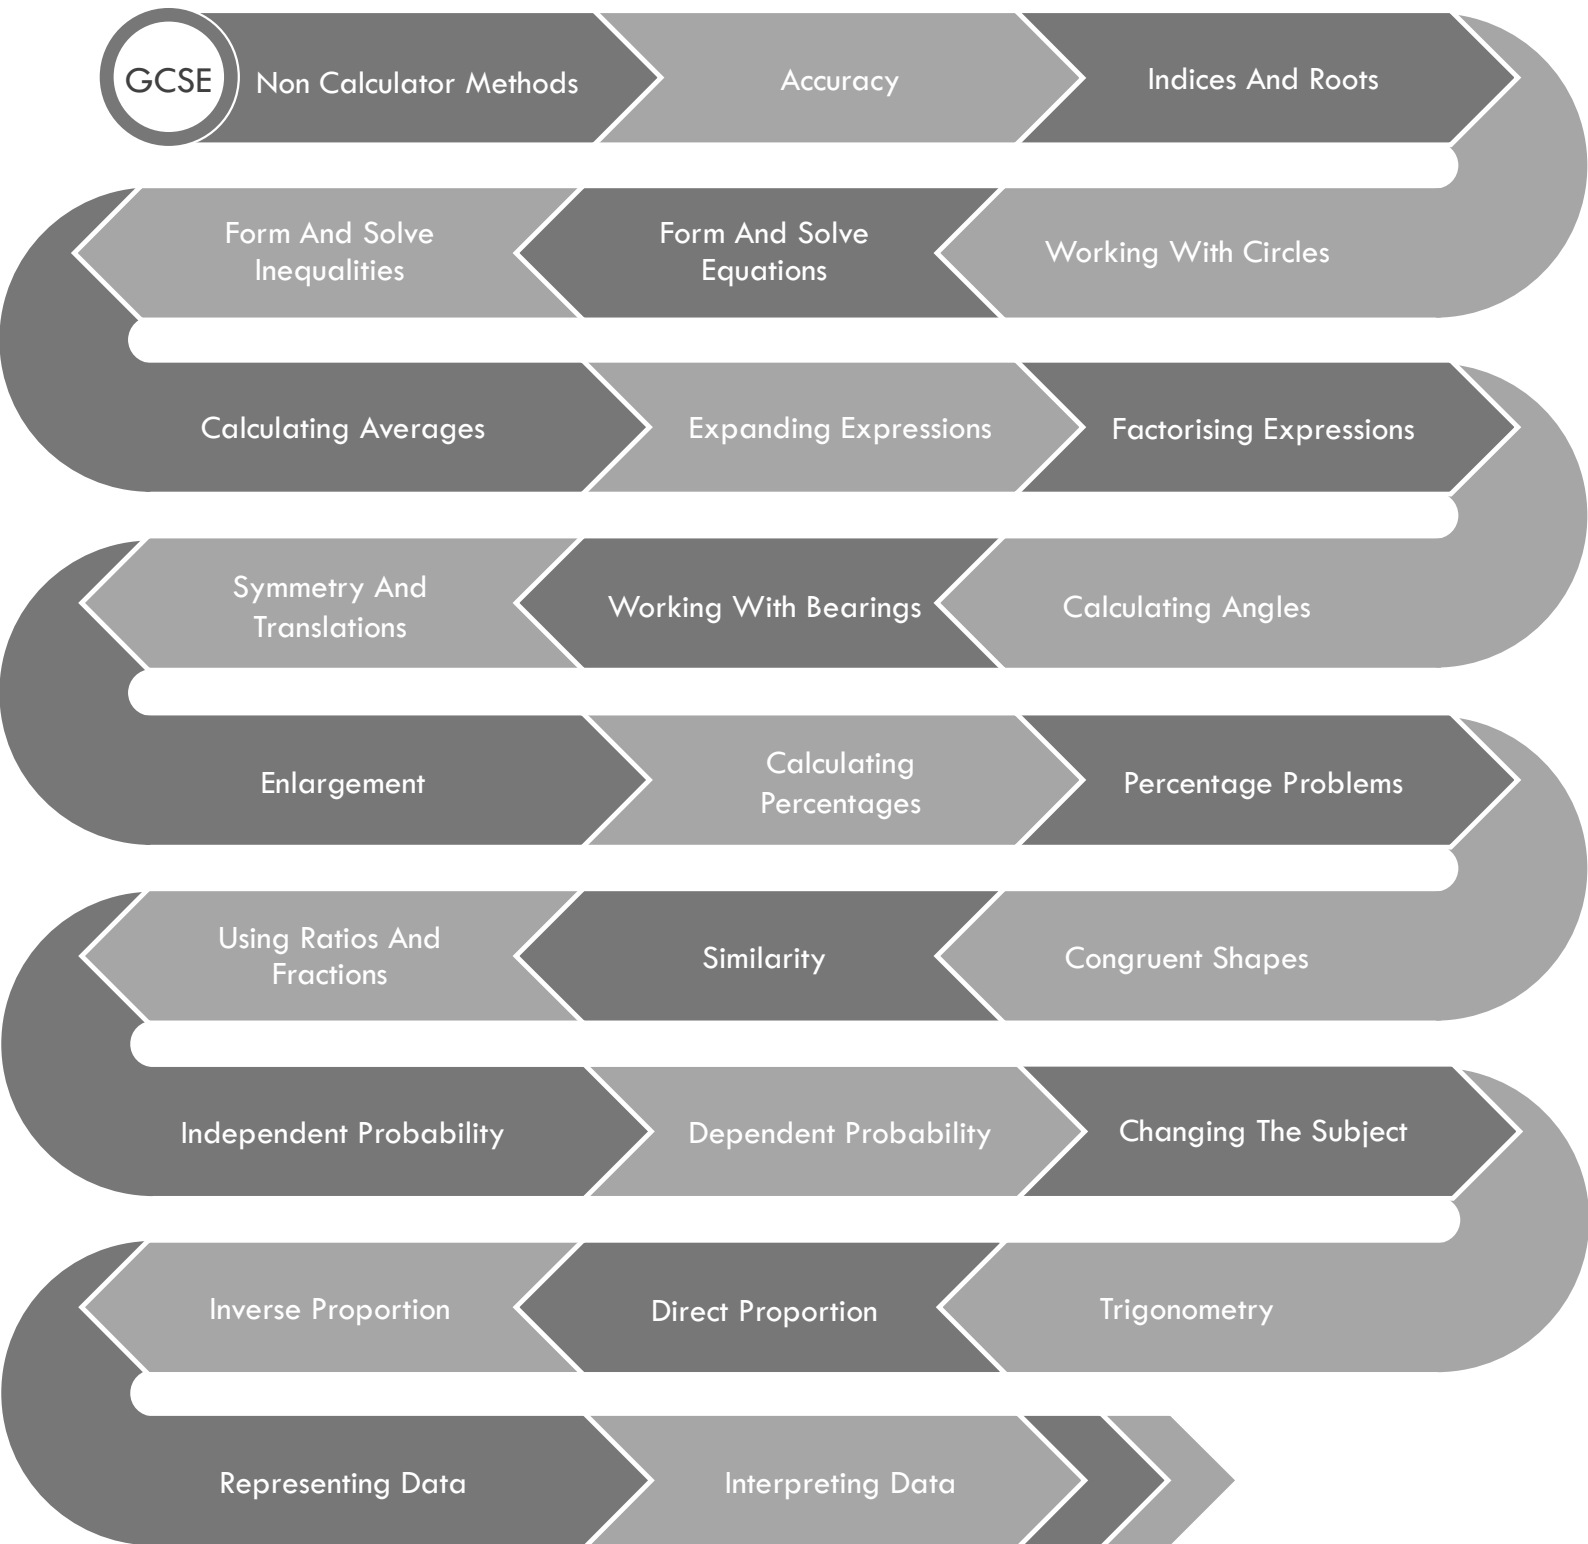 GCSE
Non Calculator Methods
Accuracy
Indices And Roots
Working With Circles
Form And Solve
Equations
Form And Solve
Inequalities
Calculating Averages
Expanding Expressions
Factorising Expressions
Calculating Angles
Working With Bearings
Symmetry And
Translations
Enlargement
Calculating
Percentages
Percentage Problems
Congruent Shapes
Similarity
Using Ratios And
Fractions
Independent Probability
Dependent Probability
Changing The Subject
Trigonometry
Direct Proportion
Inverse Proportion
Representing Data
Interpreting Data